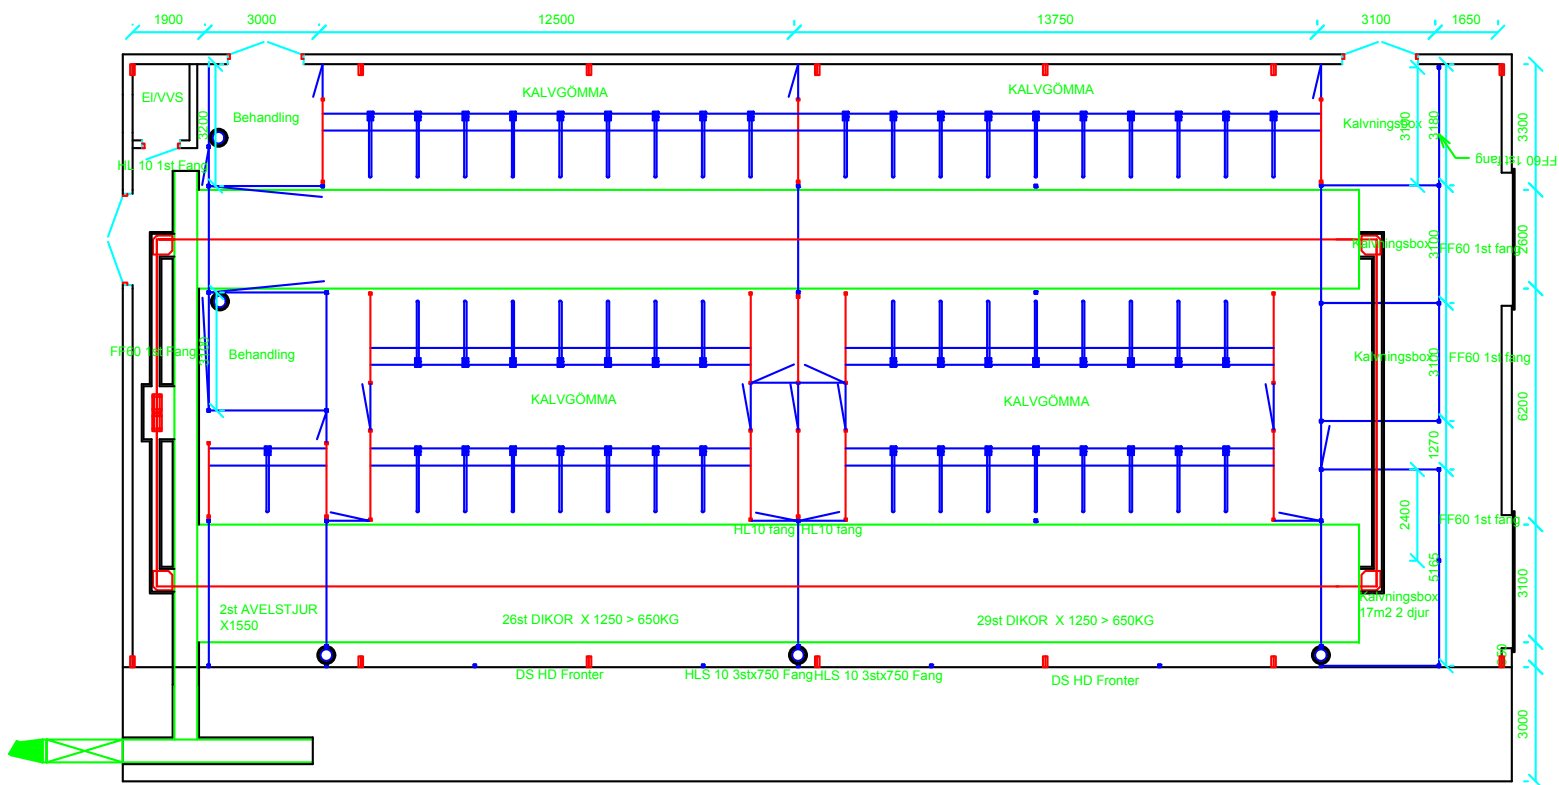 1900
3000
12500
13750
3100
1650
El/VVS
Behandling
3200
KALVGÖMMA
KALVGÖMMA
Kalvningsbox
3180
3180
3300
HL 10 1st Fang
FF60 1st fang
Kalvningsbox
3100
FF60 1st fang
2600
FF60 1st Fang
3100
Behandling
KALVGÖMMA
KALVGÖMMA
Kalvningsbox
3100
FF60 1st fang
6200
1270
2400
FF60 1st fang
HL10 fang
HL10 fang
5165
3100
2st AVELSTJUR
X1550
26st DIKOR X 1250 > 650KG
29st DIKOR X 1250 > 650KG
Kalvningsbox
17m2 2 djur
DS HD Fronter
HLS 10 3stx750 Fang
HLS 10 3stx750 Fang
DS HD Fronter
3000